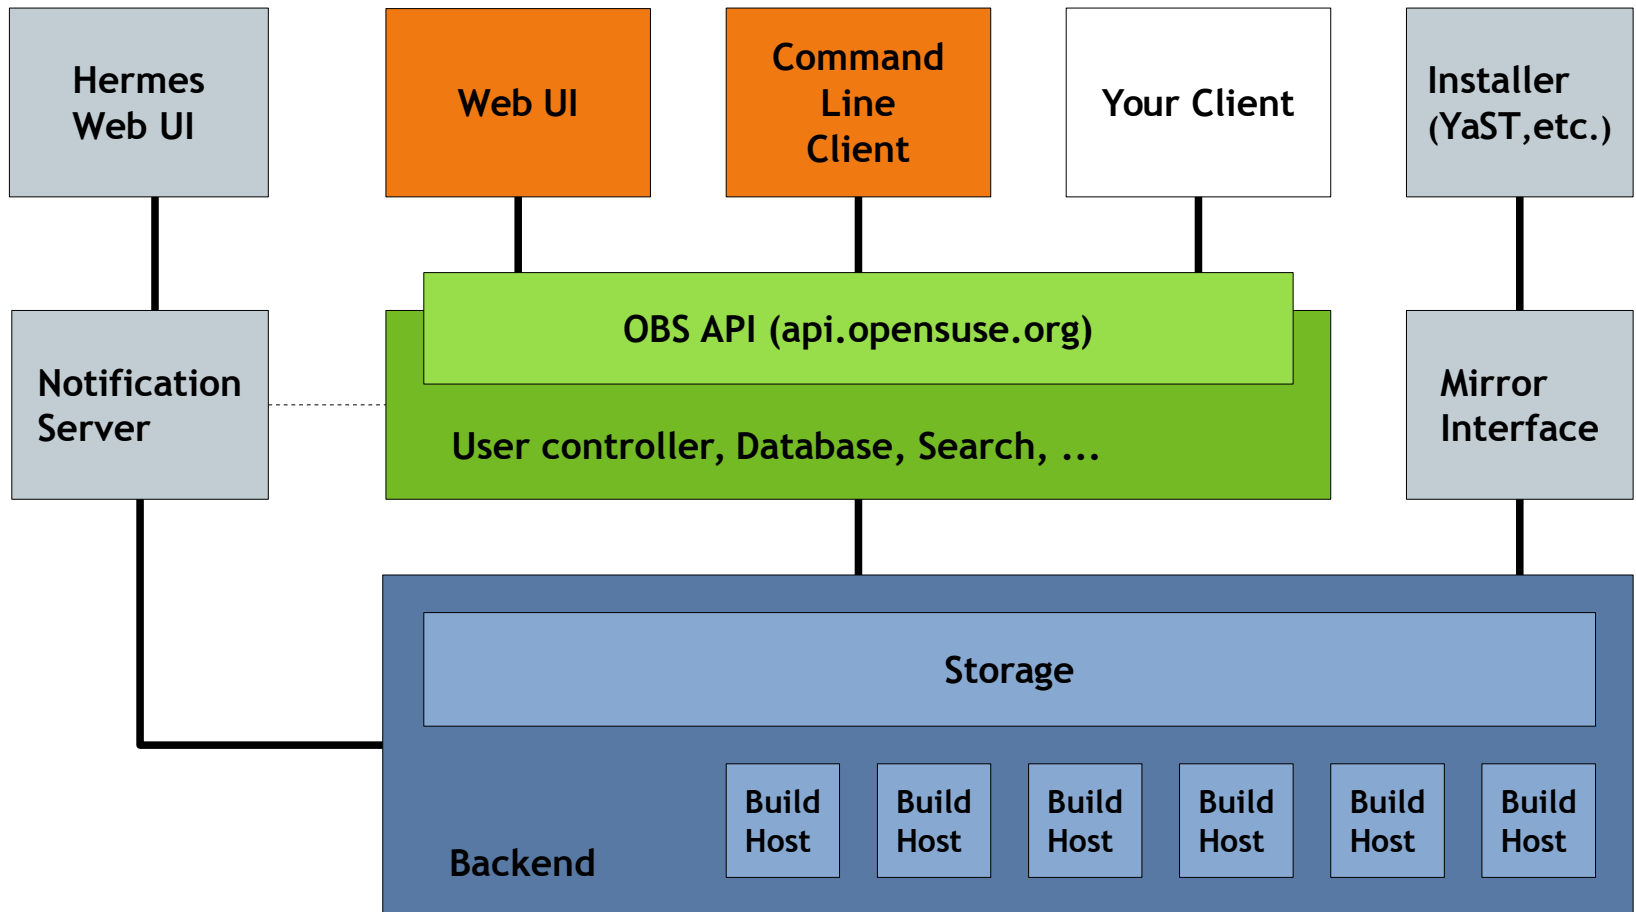 Hermes
Web UI
Web UI
Command
Line
Client
Your Client
Installer
(YaST,etc.)
OBS API (api.opensuse.org)
Notification
Server
User controller, Database, Search, ...
Mirror
Interface
Storage
Build
Host
Build
Host
Build
Host
Build
Host
Build
Host
Build
Host
Backend